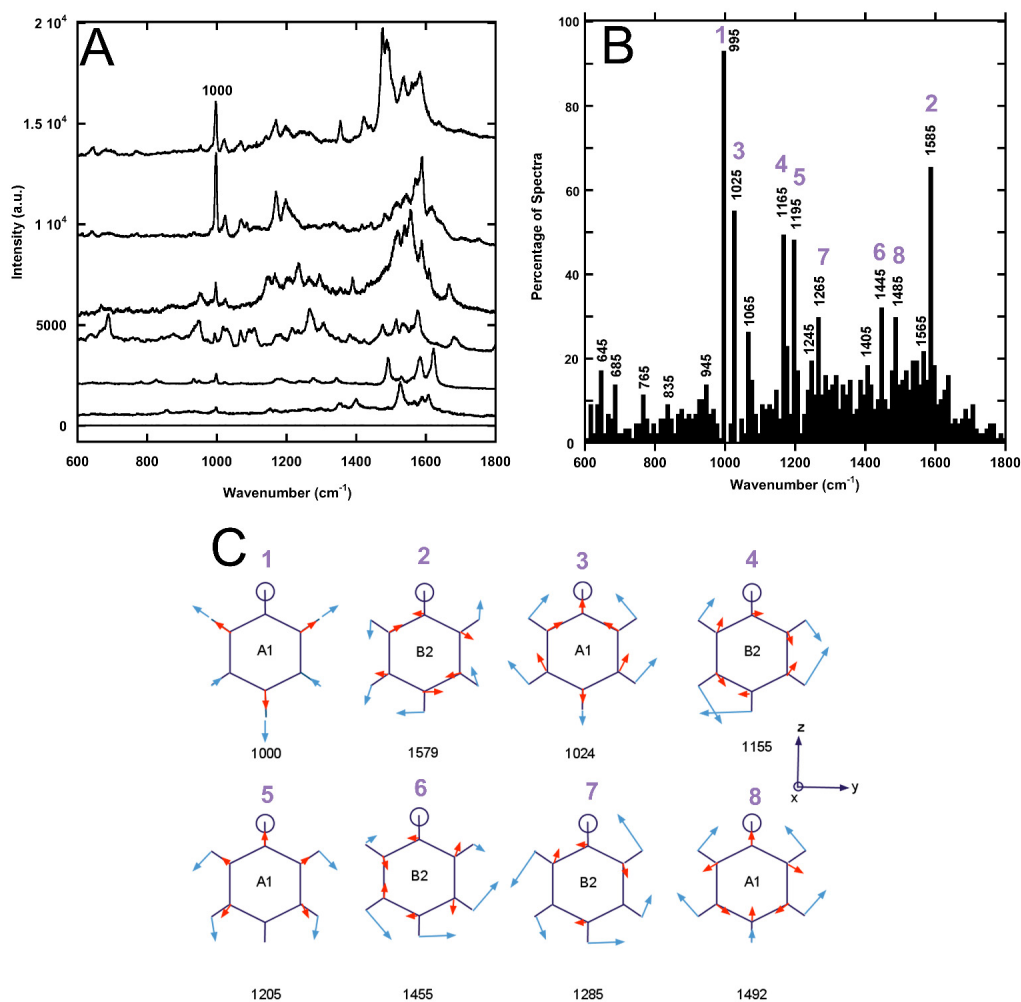 A
2 10⁴
1.5 10⁴
1 10⁴
5000
0
1000
600 800 1000 1200 1400 1600 1800
Intensity (a.u.)
Wavenumber (cm⁻¹)
B
100
80
60
40
20
0
Percentage of Spectra
600 800 1000 1200 1400 1600 1800
Wavenumber (cm⁻¹)
645
685
765
835
945
1
995
3
1025
1065
4
1165
5
1195
1245
7
1265
1405
6
1445
8
1485
1565
2
1585
C
1 2 3 4
A1 B2 A1 B2
1000 1579 1024 1155
z
x y
5 6 7 8
A1 B2 B2 A1
1205 1455 1285 1492